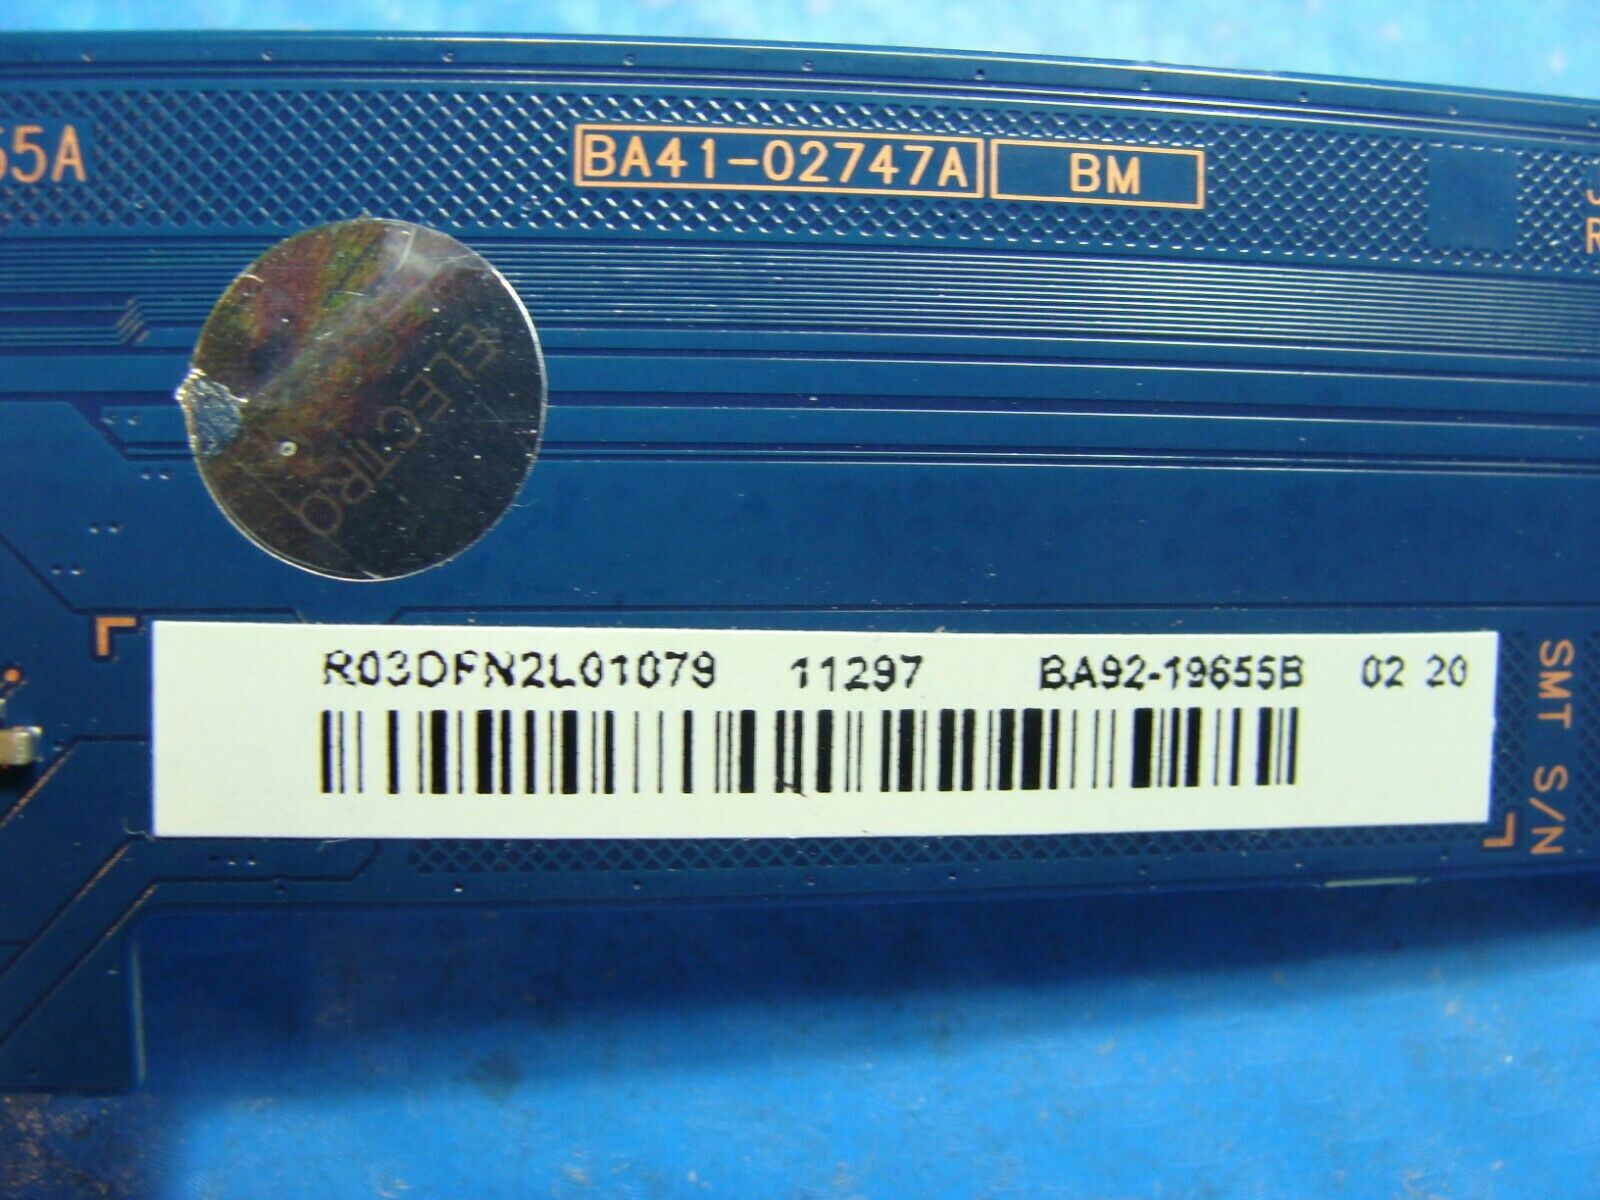 55A
BA41-02747A BM
ELECTRO
R03DFN2L01079 11297 BA92-19655B 02 20
SMT S/N